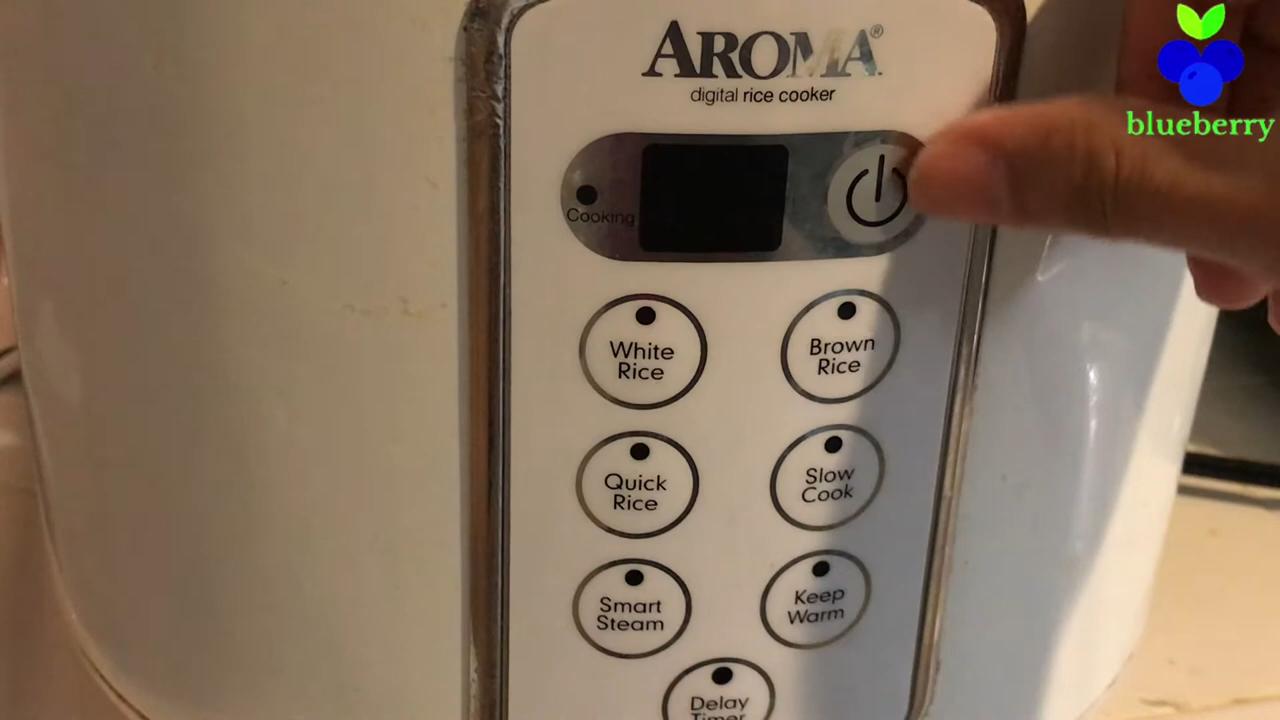 AROMA®
digital rice cooker
blueberry
Cooking
White
Rice
Brown
Rice
Quick
Rice
Slow
Cook
Smart
Steam
Keep
Warm
Delay
Timer